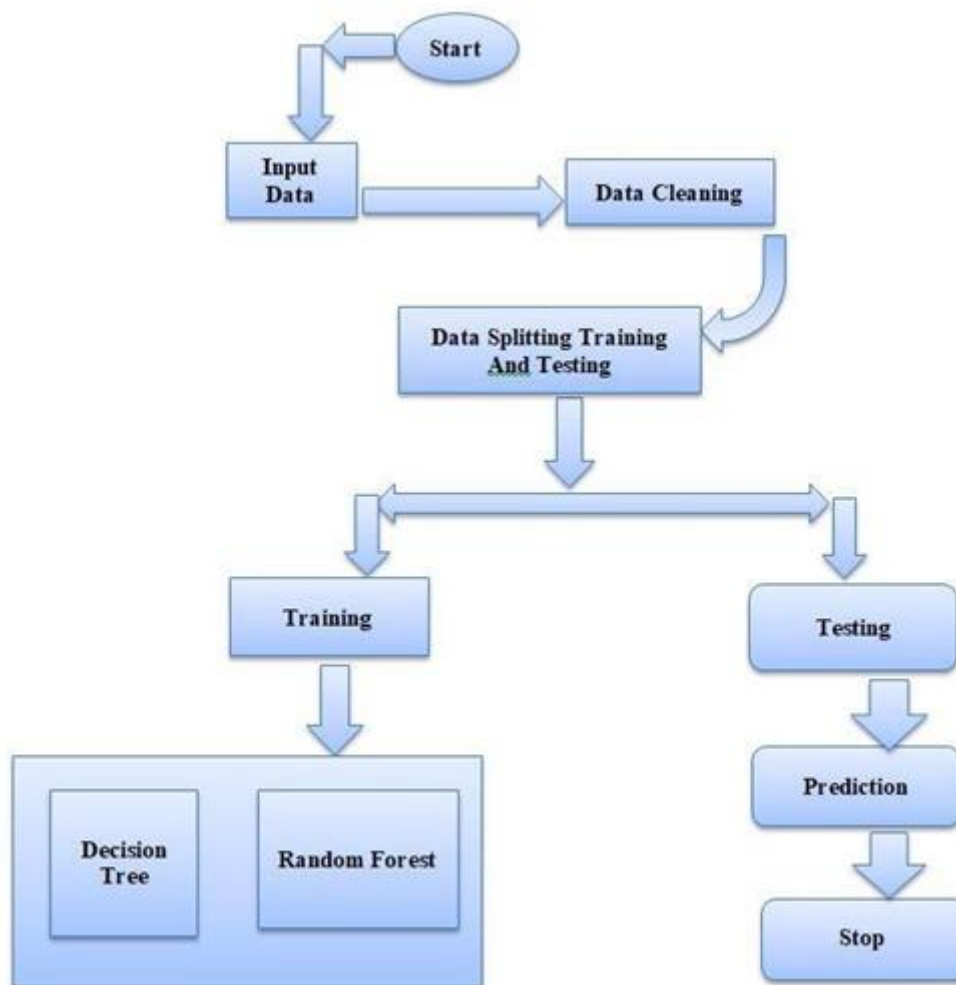 Start
Input
Data
Data Cleaning
Data Splitting Training
And Testing
Training
Testing
Decision
Tree
Random Forest
Prediction
Stop